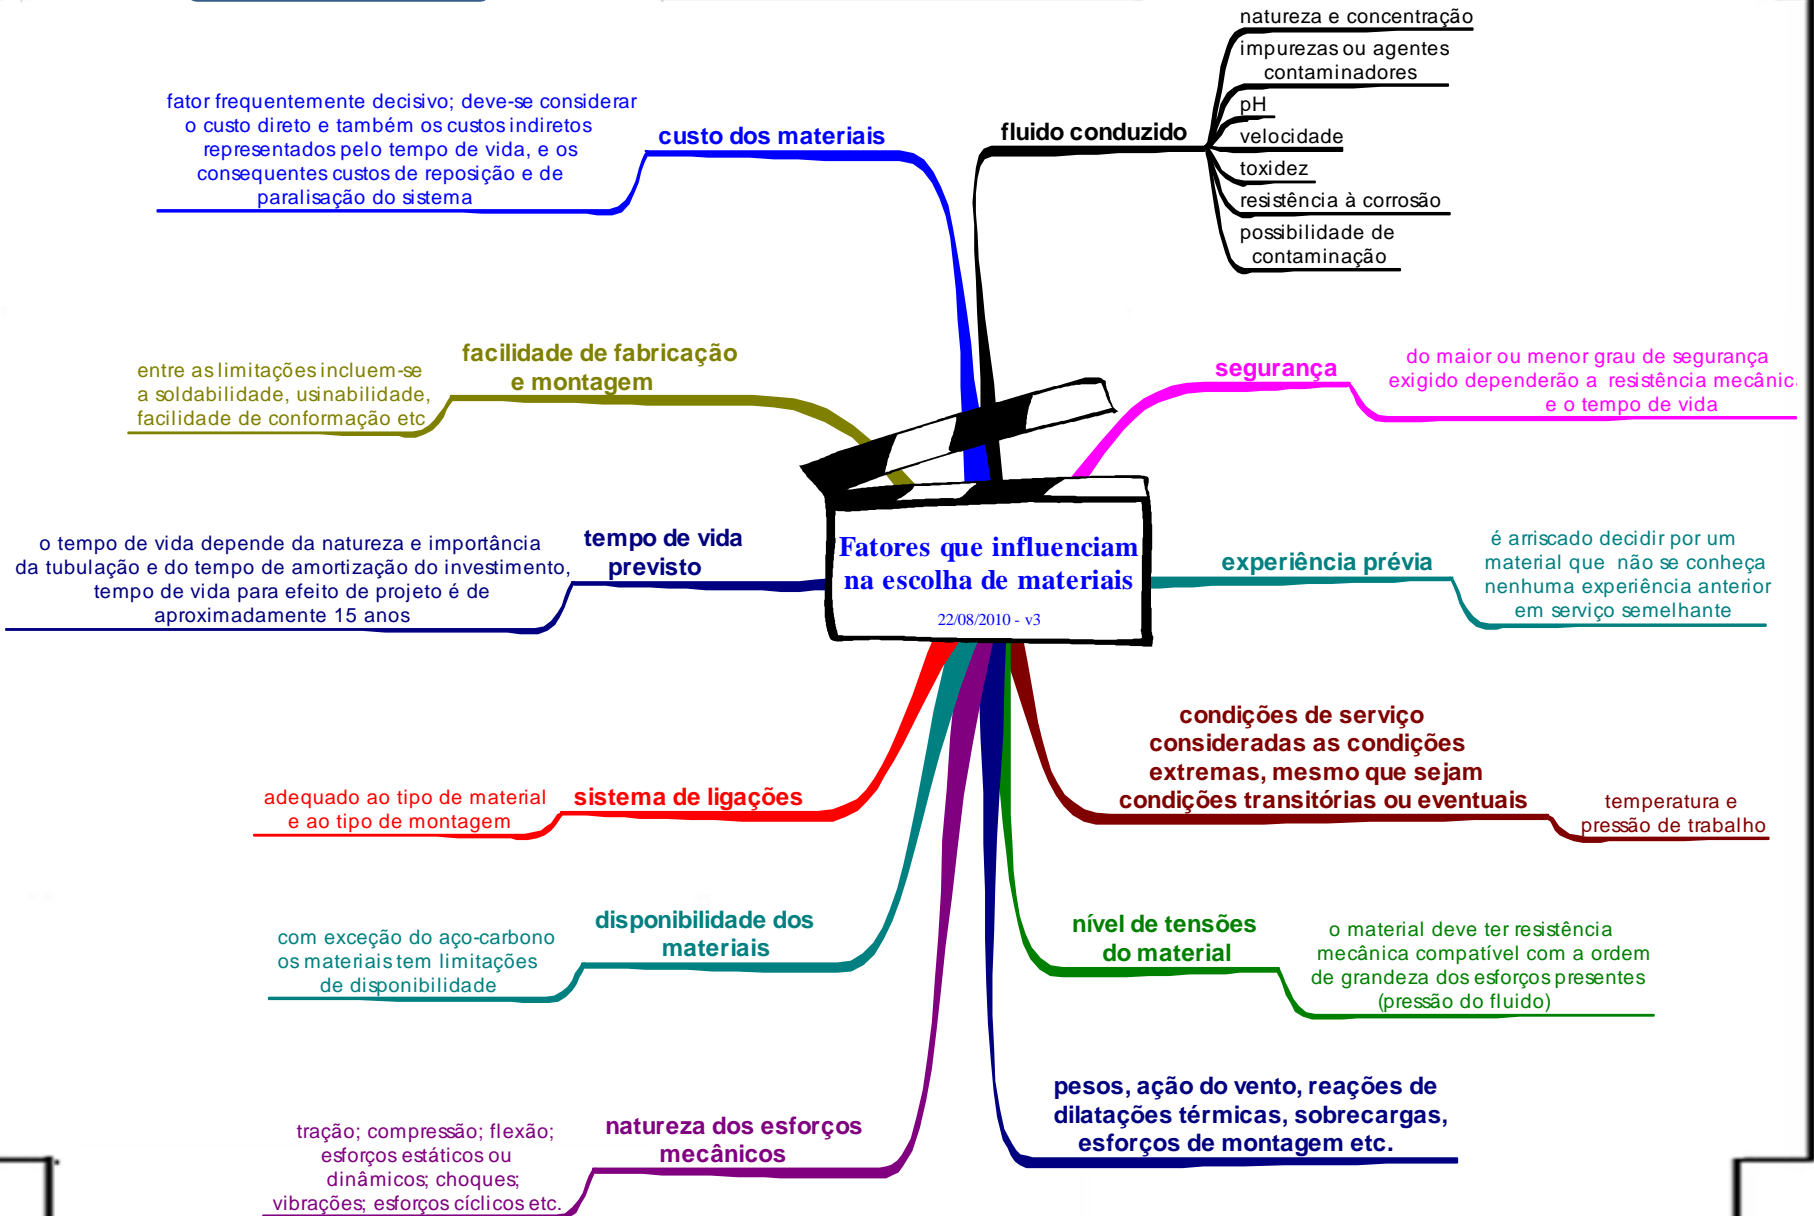 Fatores que influenciam
na escolha de materiais
22/08/2010 - v3
fluido conduzido
natureza e concentração
impurezas ou agentes
contaminadores
pH
velocidade
toxidez
resistência à corrosão
possibilidade de
contaminação
segurança
do maior ou menor grau de segurança
exigido dependerão a resistência mecânic
e o tempo de vida
experiência prévia
é arriscado decidir por um
material que não se conheça
nenhuma experiência anterior
em serviço semelhante
condições de serviço
consideradas as condições
extremas, mesmo que sejam
condições transitórias ou eventuais
temperatura e
pressão de trabalho
nível de tensões
do material
o material deve ter resistência
mecânica compatível com a ordem
de grandeza dos esforços presentes
(pressão do fluido)
pesos, ação do vento, reações de
dilatações térmicas, sobrecargas,
esforços de montagem etc.
natureza dos esforços
mecânicos
tração; compressão; flexão;
esforços estáticos ou
dinâmicos; choques;
vibrações; esforços cíclicos etc.
disponibilidade dos
materiais
com exceção do aço-carbono
os materiais tem limitações
de disponibilidade
sistema de ligações
adequado ao tipo de material
e ao tipo de montagem
tempo de vida
previsto
o tempo de vida depende da natureza e importância
da tubulação e do tempo de amortização do investimento,
tempo de vida para efeito de projeto é de
aproximadamente 15 anos
facilidade de fabricação
e montagem
entre as limitações incluem-se
a soldabilidade, usinabilidade,
facilidade de conformação etc
custo dos materiais
fator frequentemente decisivo; deve-se considerar
o custo direto e também os custos indiretos
representados pelo tempo de vida, e os
consequentes custos de reposição e de
paralisação do sistema